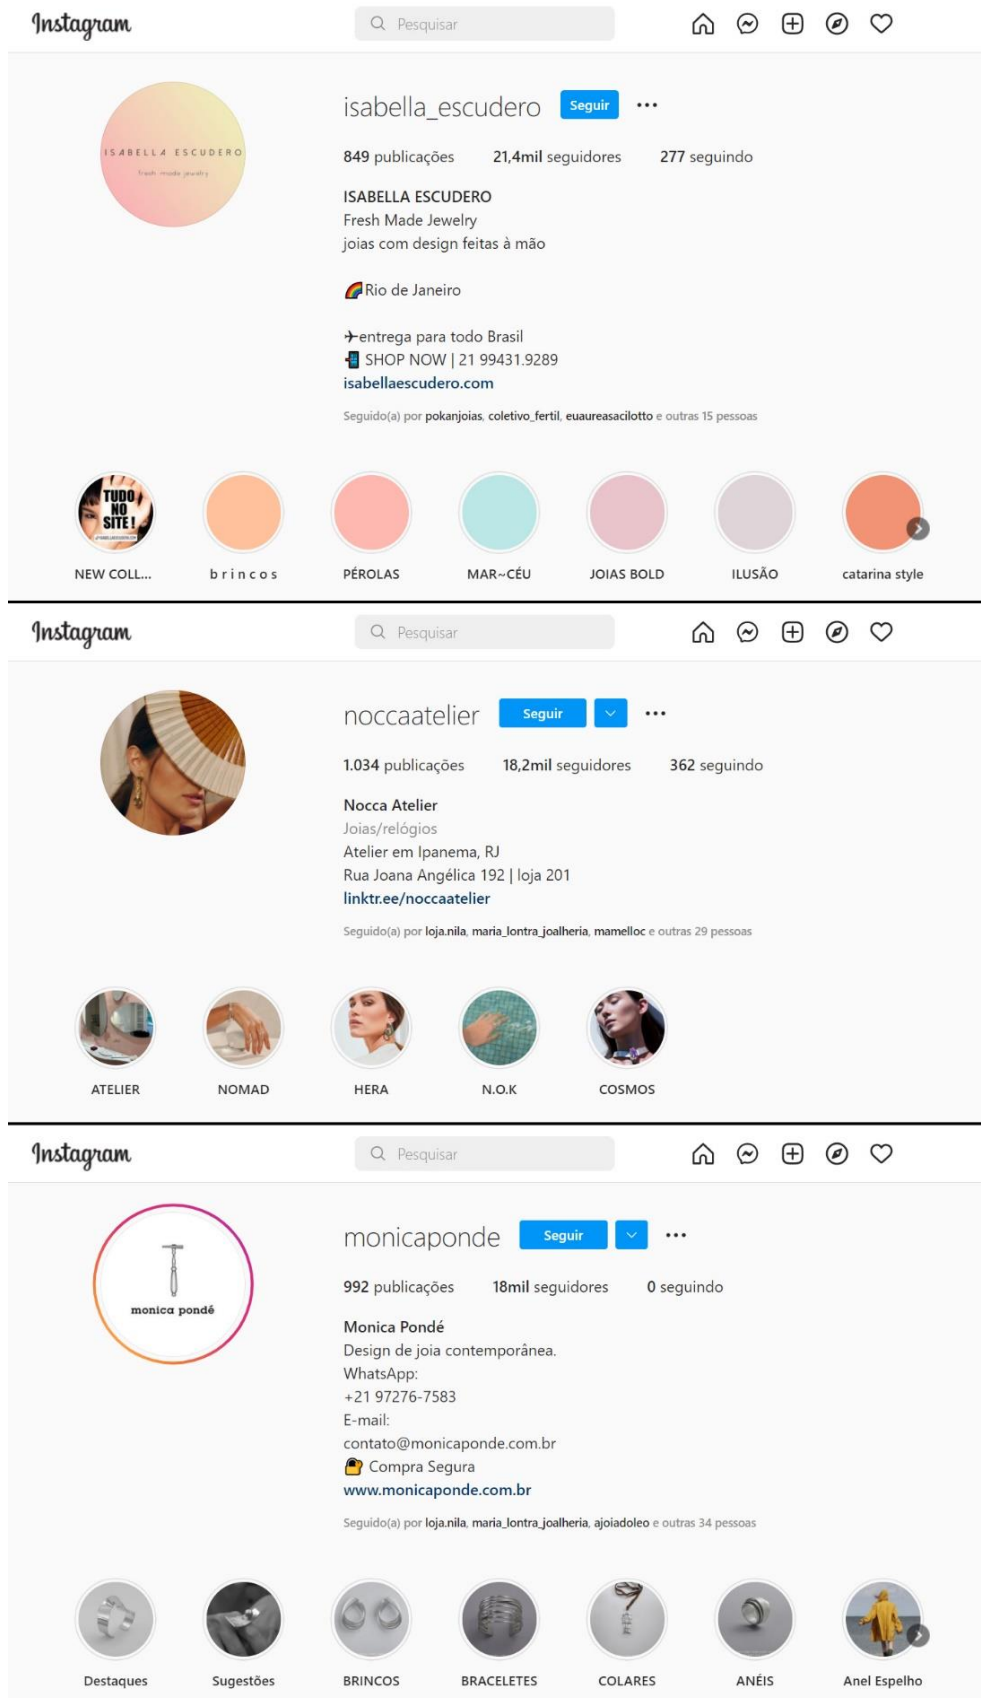 Instagram
Pesquisar
ISABELLA ESCUDERO
fresh made jewelry
isabella_escudero Seguir
849 publicações 21,4mil seguidores 277 seguindo
ISABELLA ESCUDERO
Fresh Made Jewelry
joias com design feitas à mão
🌈Rio de Janeiro
✈entrega para todo Brasil
📲 SHOP NOW | 21 99431.9289
isabellaescudero.com
Seguido(a) por pokanjoias, coletivo_fertil, euaureasacilotto e outras 15 pessoas
TUDO
NO
SITE!
NEW COLL... brincos PÉROLAS MAR~CÉU JOIAS BOLD ILUSÃO catarina style
Instagram
Pesquisar
noccaatelier Seguir
1.034 publicações 18,2mil seguidores 362 seguindo
Nocca Atelier
Joias/relógios
Atelier em Ipanema, RJ
Rua Joana Angélica 192 | loja 201
linktr.ee/noccaatelier
Seguido(a) por loja.nila, maria_lontra_joalheria, mamelloc e outras 29 pessoas
ATELIER NOMAD HERA N.O.K COSMOS
Instagram
Pesquisar
monica pondé
monicaponde Seguir
992 publicações 18mil seguidores 0 seguindo
Monica Pondé
Design de joia contemporânea.
WhatsApp:
+21 97276-7583
E-mail:
contato@monicaponde.com.br
🔐 Compra Segura
www.monicaponde.com.br
Seguido(a) por loja.nila, maria_lontra_joalheria, ajoiadoleo e outras 34 pessoas
Destaques Sugestões BRINCOS BRACELETES COLARES ANÉIS Anel Espelho